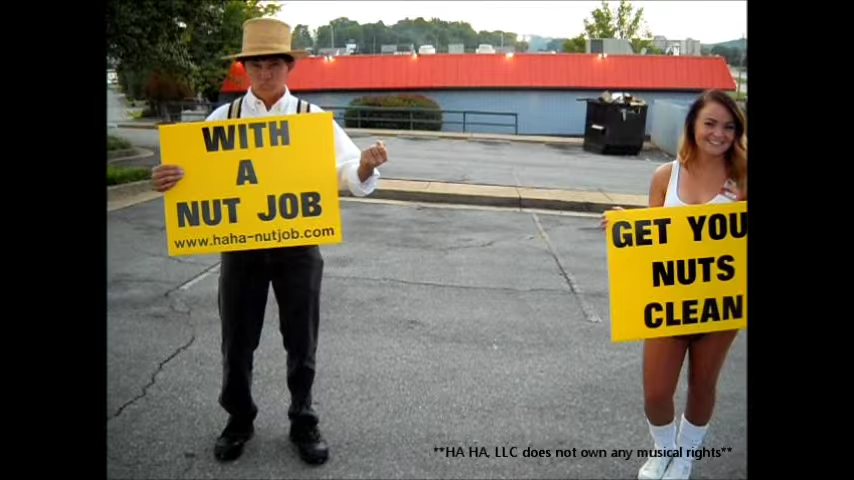 WITH
A
NUT JOB
www.haha-nutjob.com
GET YOUR
NUTS
CLEAN
**HA HA, LLC does not own any musical rights**